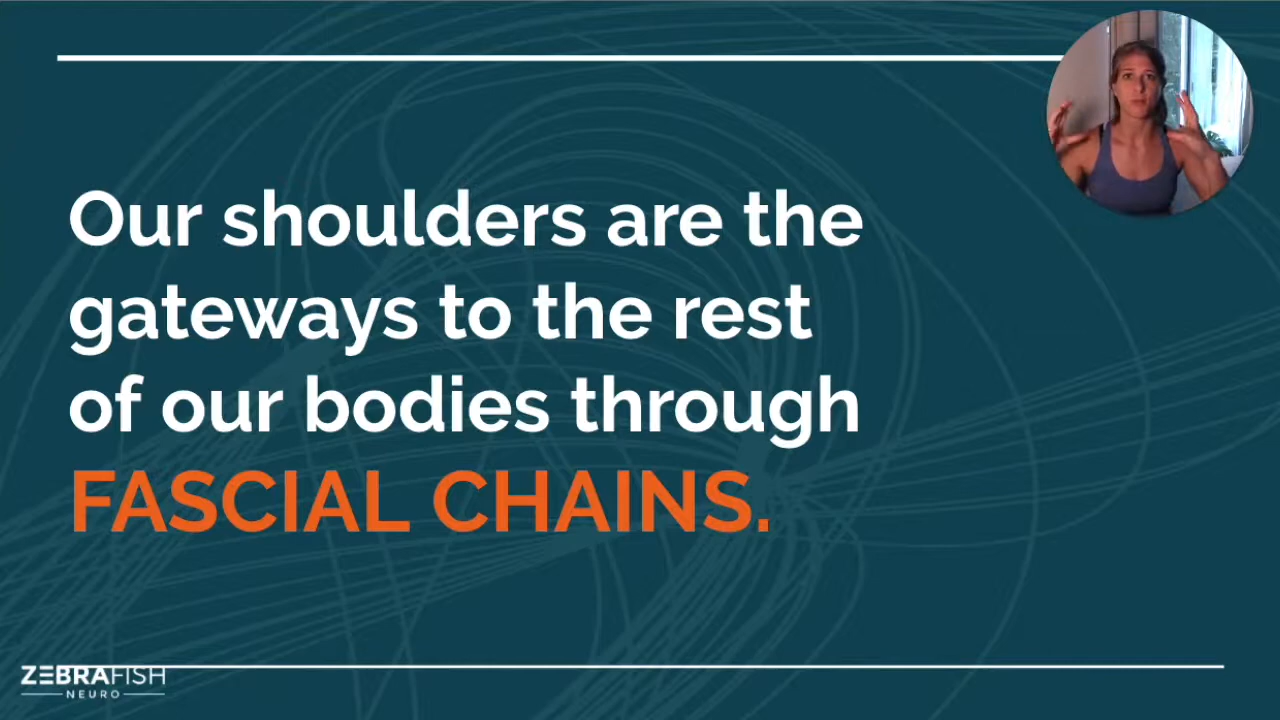 Our shoulders are the
gateways to the rest
of our bodies through
FASCIAL CHAINS.
ZEBRAFISH
NEURO